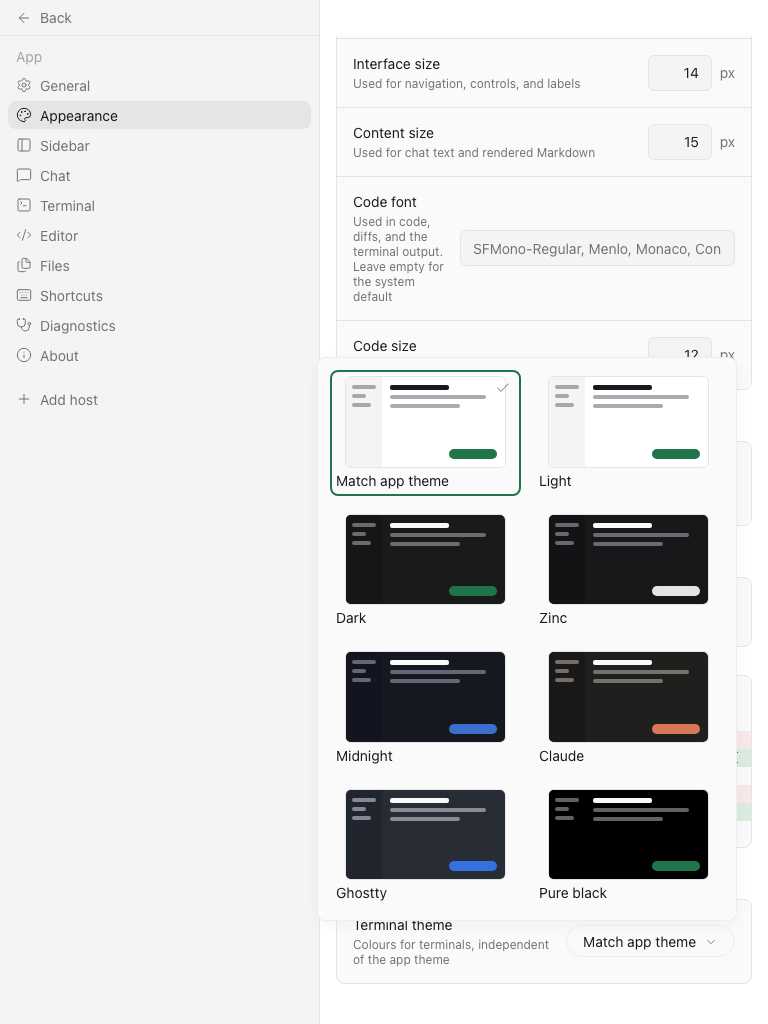 Back
App
General
Appearance
Sidebar
Chat
Terminal
Editor
Files
Shortcuts
Diagnostics
About
Add host
Interface size
Used for navigation, controls, and labels
14 px
Content size
Used for chat text and rendered Markdown
15 px
Code font
Used in code,
diffs, and the
terminal output.
Leave empty for
the system
default
SFMono-Regular, Menlo, Monaco, Con
Code size
12 px
Match app theme
Light
Dark
Zinc
Midnight
Claude
Ghostty
Pure black
Terminal theme
Colours for terminals, independent
of the app theme
Match app theme